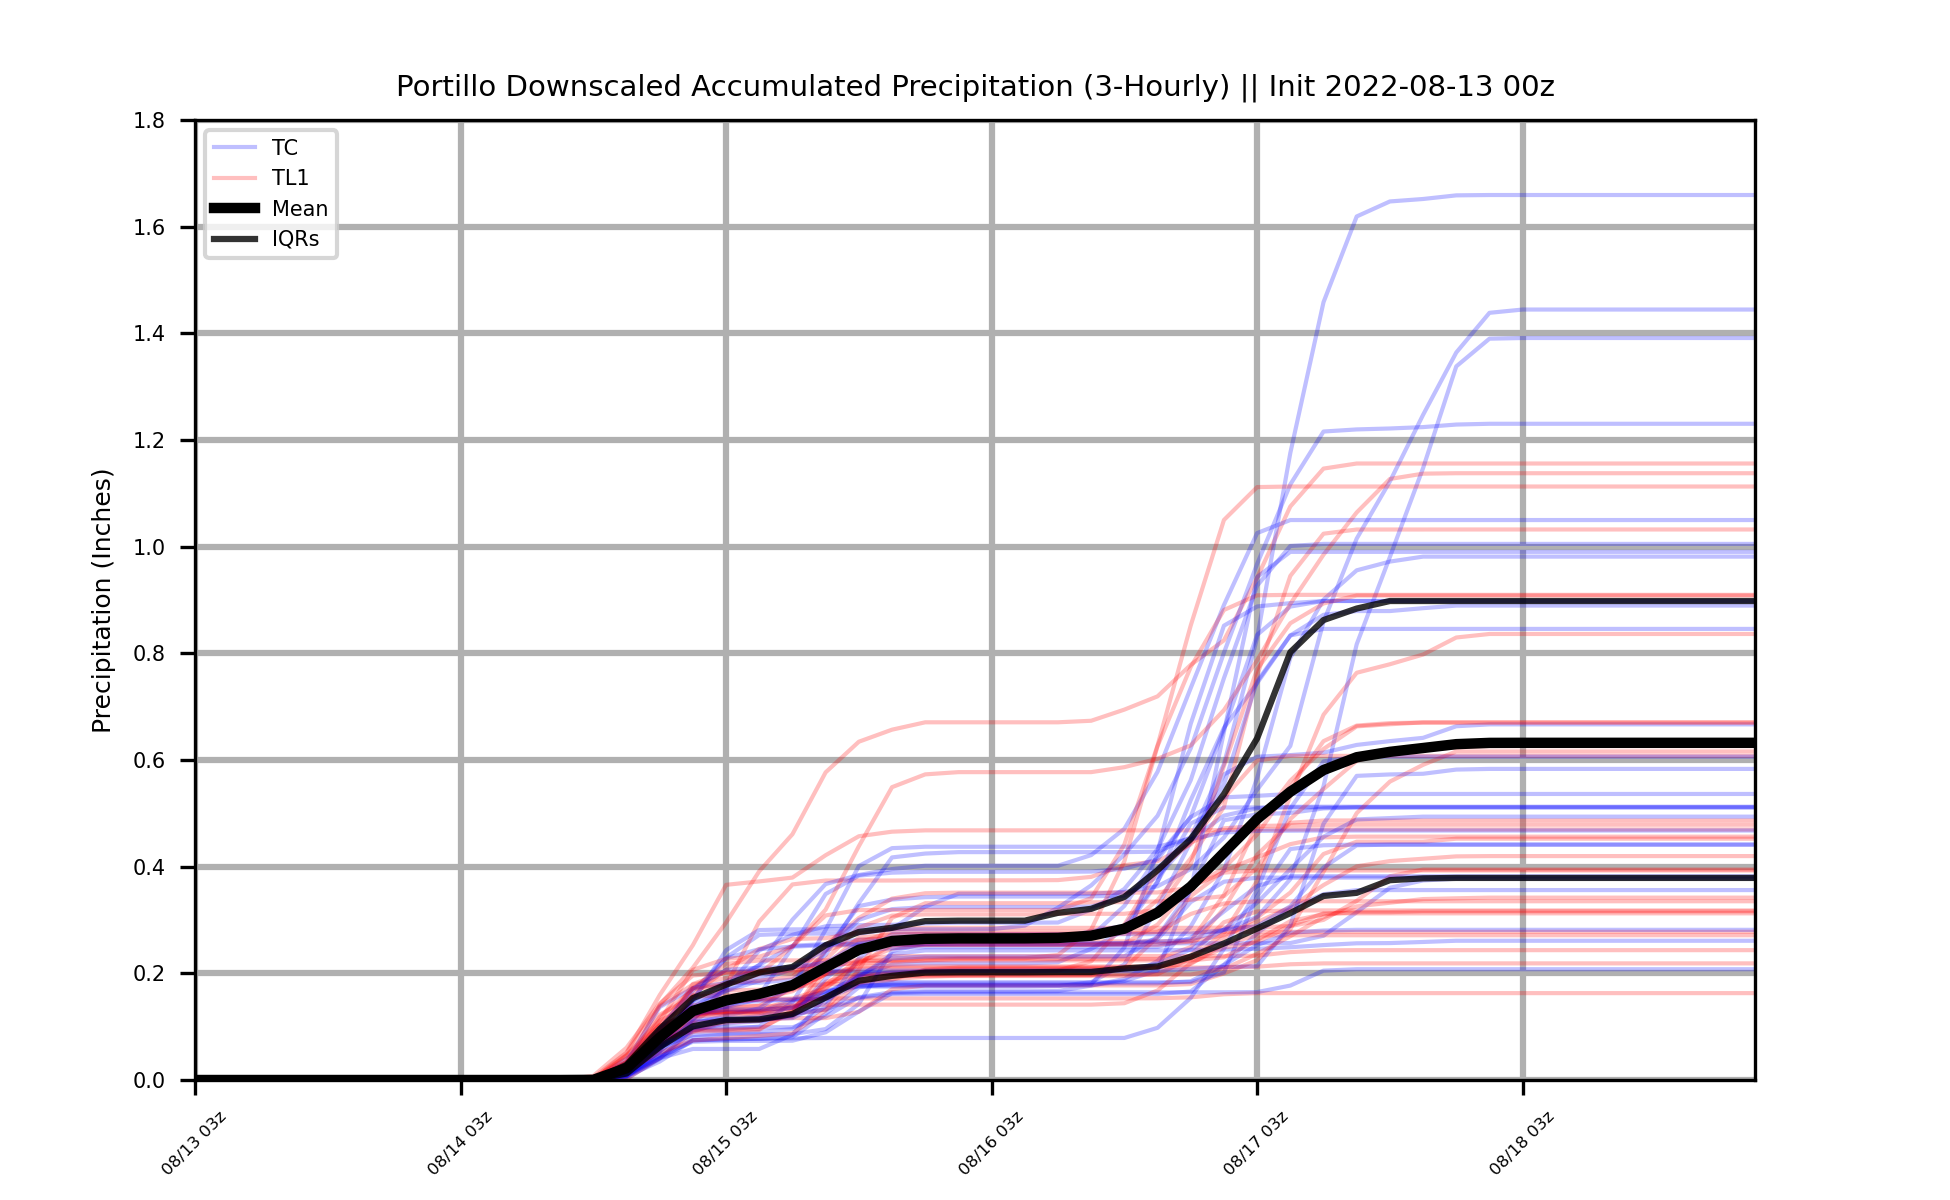 Portillo Downscaled Accumulated Precipitation (3-Hourly) || Init 2022-08-13 00z
TC
TL1
Mean
IQRs
Precipitation (Inches)
1.8
1.6
1.4
1.2
1.0
0.8
0.6
0.4
0.2
0.0
08/13 03z
08/14 03z
08/15 03z
08/16 03z
08/17 03z
08/18 03z